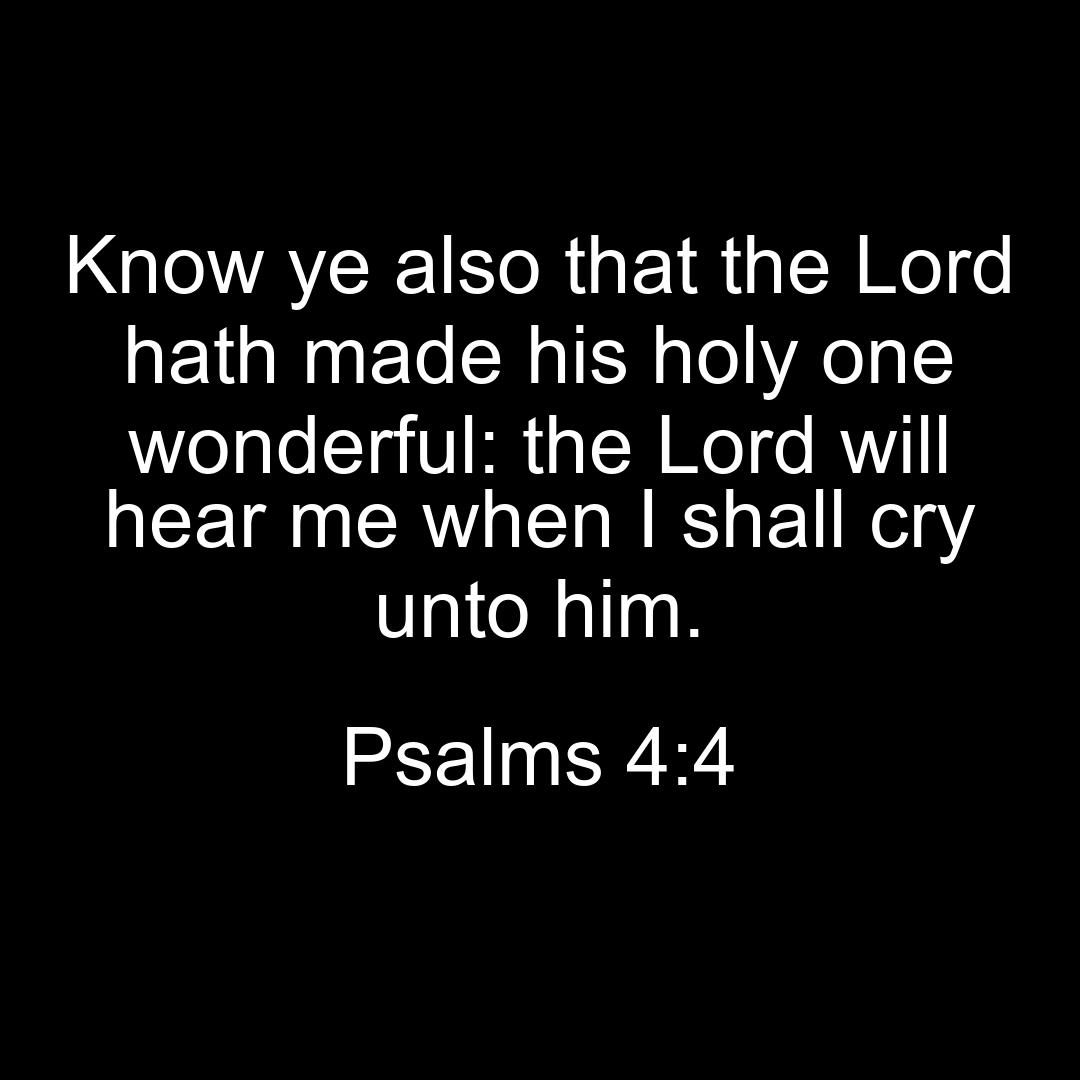 Know ye also that the Lord
hath made his holy one
wonderful: the Lord will
hear me when I shall cry
unto him.
Psalms 4:4